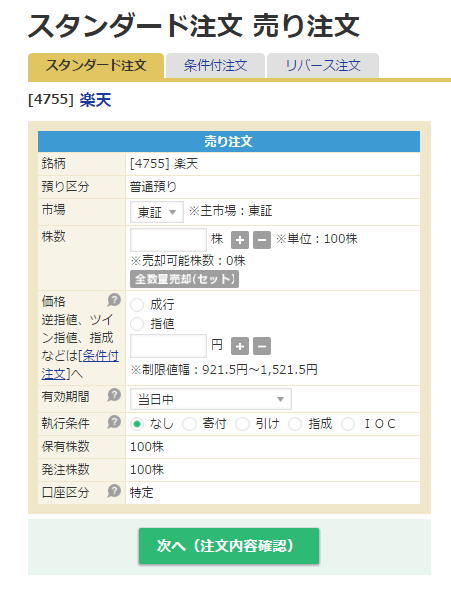 スタンダード注文 売り注文
スタンダード注文 条件付注文 リバース注文
[4755] 楽天
売り注文
銘柄 [4755] 楽天
預り区分 普通預り
市場 東証 ※主市場：東証
株数 株 + − ※単位：100株
※売却可能株数：0株
全数量売却(セット)
価格 ? 成行
逆指値、ツイ 指値
ン指値、指成 円 + −
などは[条件付
注文]へ ※制限値幅：921.5円～1,521.5円
有効期間 ? 当日中
執行条件 ? なし 寄付 引け 指成 ＩＯＣ
保有株数 100株
発注株数 100株
口座区分 ? 特定
次へ（注文内容確認）